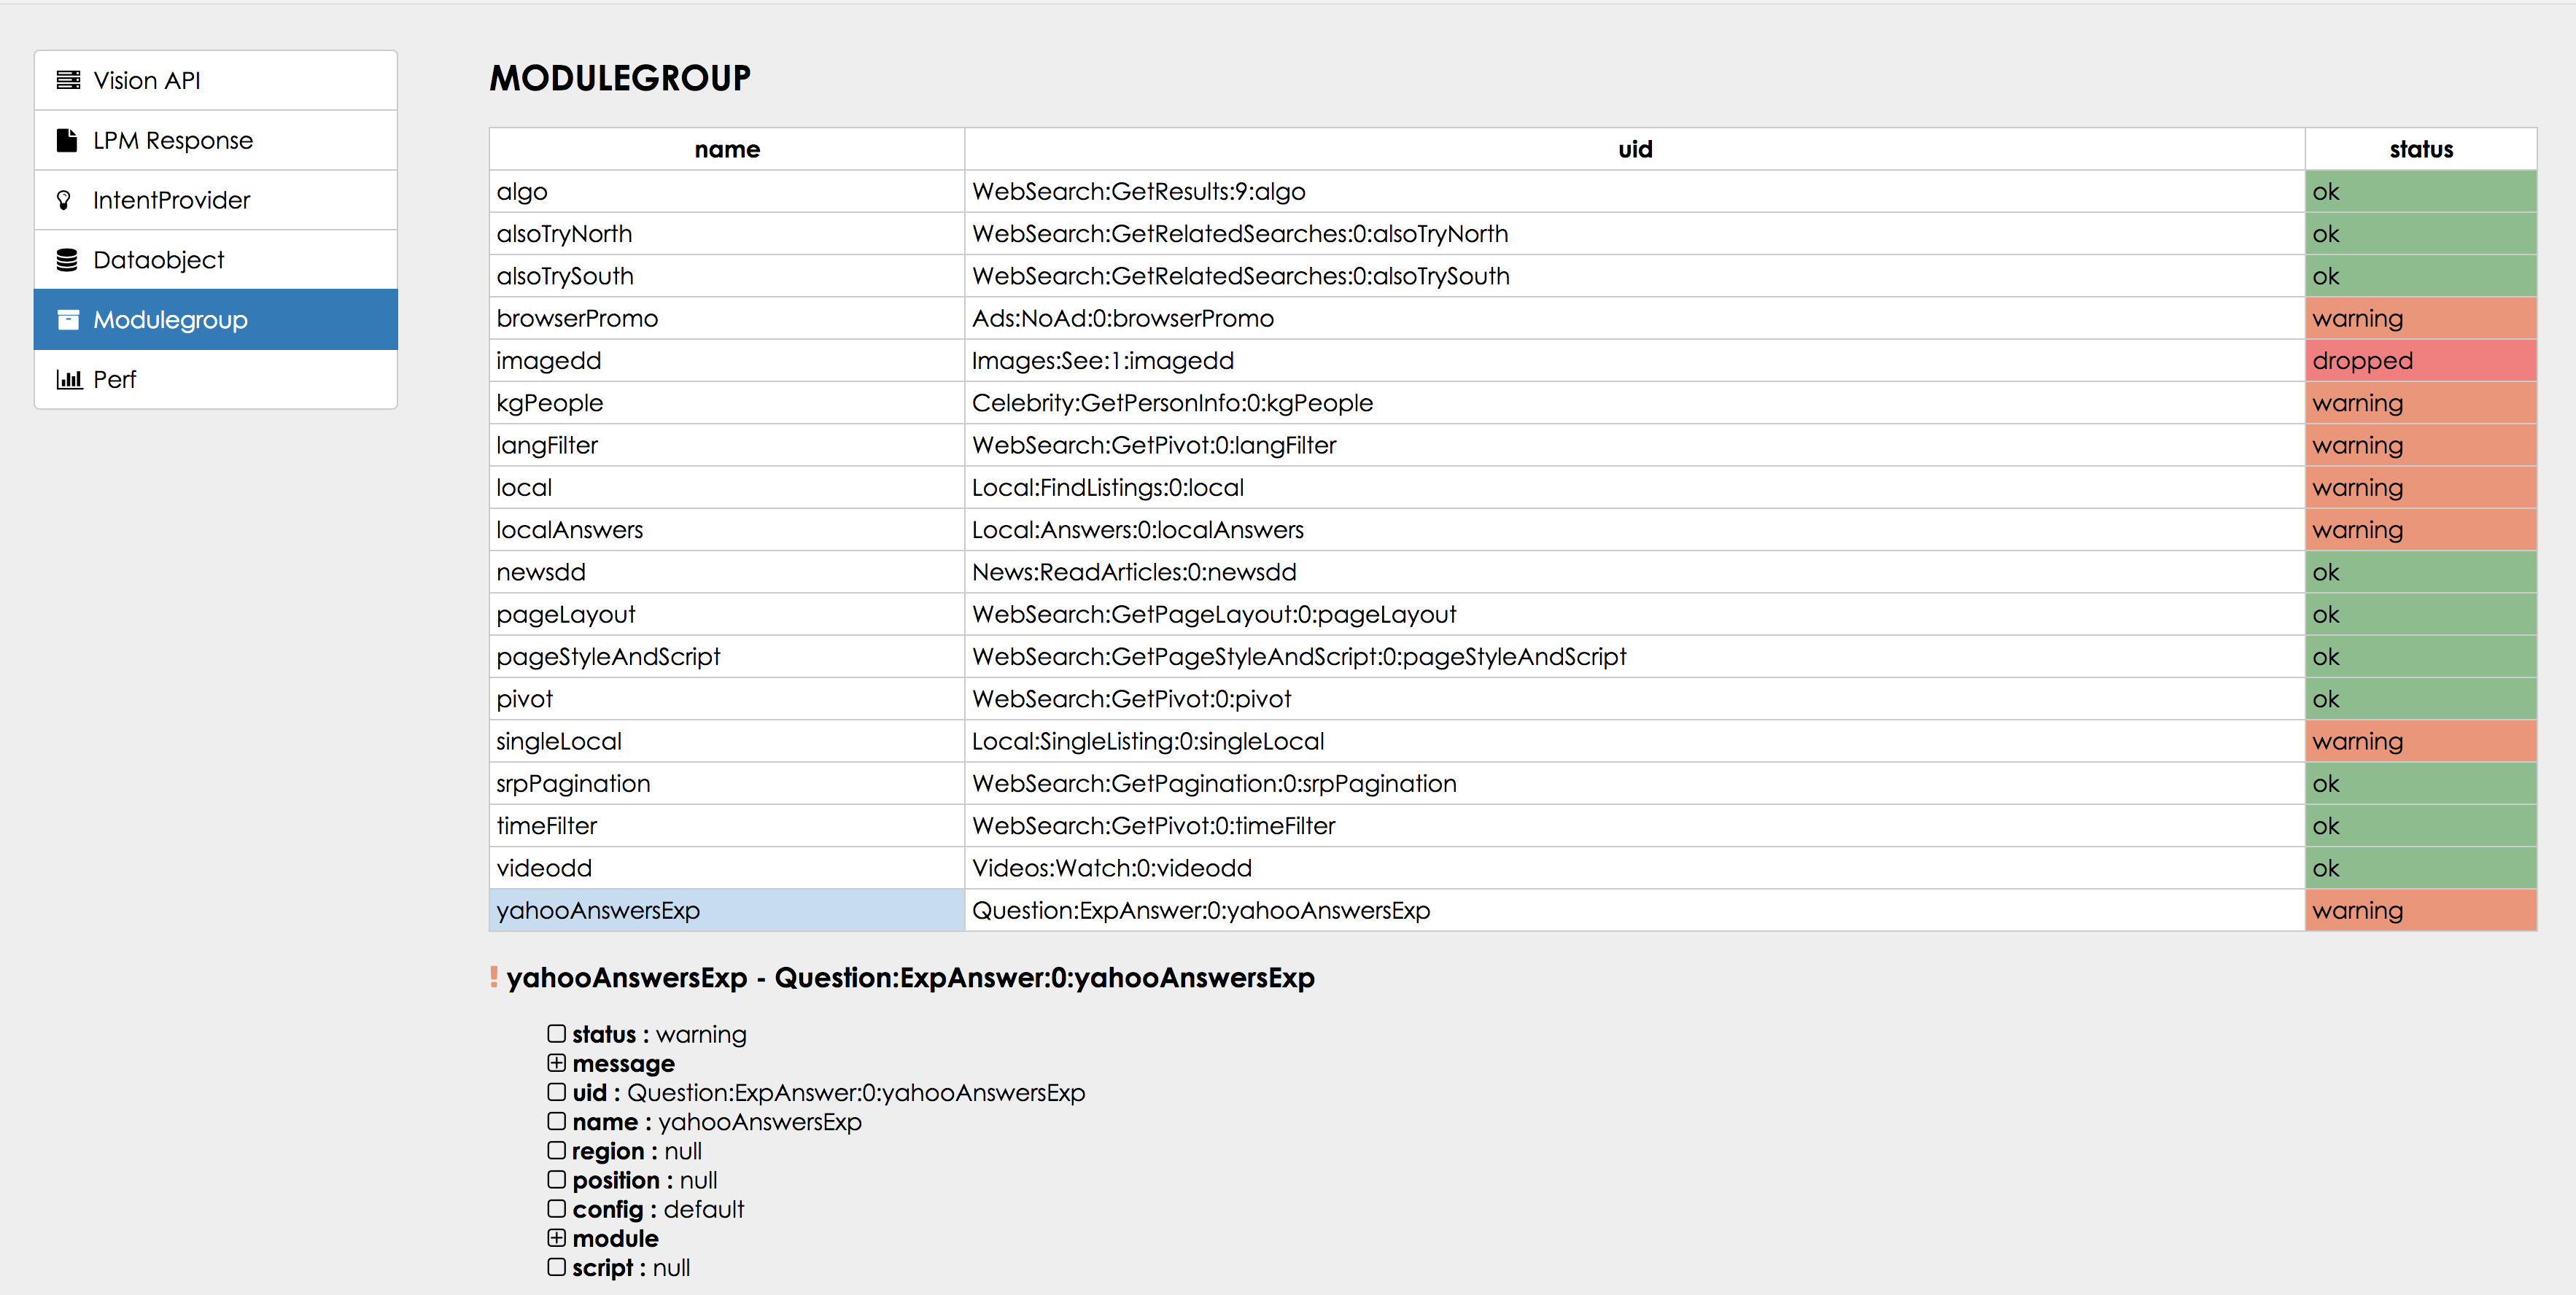 Vision API
LPM Response
IntentProvider
Dataobject
Modulegroup
Perf
MODULEGROUP
name uid status
algo WebSearch:GetResults:9:algo ok
alsoTryNorth WebSearch:GetRelatedSearches:0:alsoTryNorth ok
alsoTrySouth WebSearch:GetRelatedSearches:0:alsoTrySouth ok
browserPromo Ads:NoAd:0:browserPromo warning
imagedd Images:See:1:imagedd dropped
kgPeople Celebrity:GetPersonInfo:0:kgPeople warning
langFilter WebSearch:GetPivot:0:langFilter warning
local Local:FindListings:0:local warning
localAnswers Local:Answers:0:localAnswers warning
newsdd News:ReadArticles:0:newsdd ok
pageLayout WebSearch:GetPageLayout:0:pageLayout ok
pageStyleAndScript WebSearch:GetPageStyleAndScript:0:pageStyleAndScript ok
pivot WebSearch:GetPivot:0:pivot ok
singleLocal Local:SingleListing:0:singleLocal warning
srpPagination WebSearch:GetPagination:0:srpPagination ok
timeFilter WebSearch:GetPivot:0:timeFilter ok
videodd Videos:Watch:0:videodd ok
yahooAnswersExp Question:ExpAnswer:0:yahooAnswersExp warning
! yahooAnswersExp - Question:ExpAnswer:0:yahooAnswersExp
status : warning
message
uid : Question:ExpAnswer:0:yahooAnswersExp
name : yahooAnswersExp
region : null
position : null
config : default
module
script : null